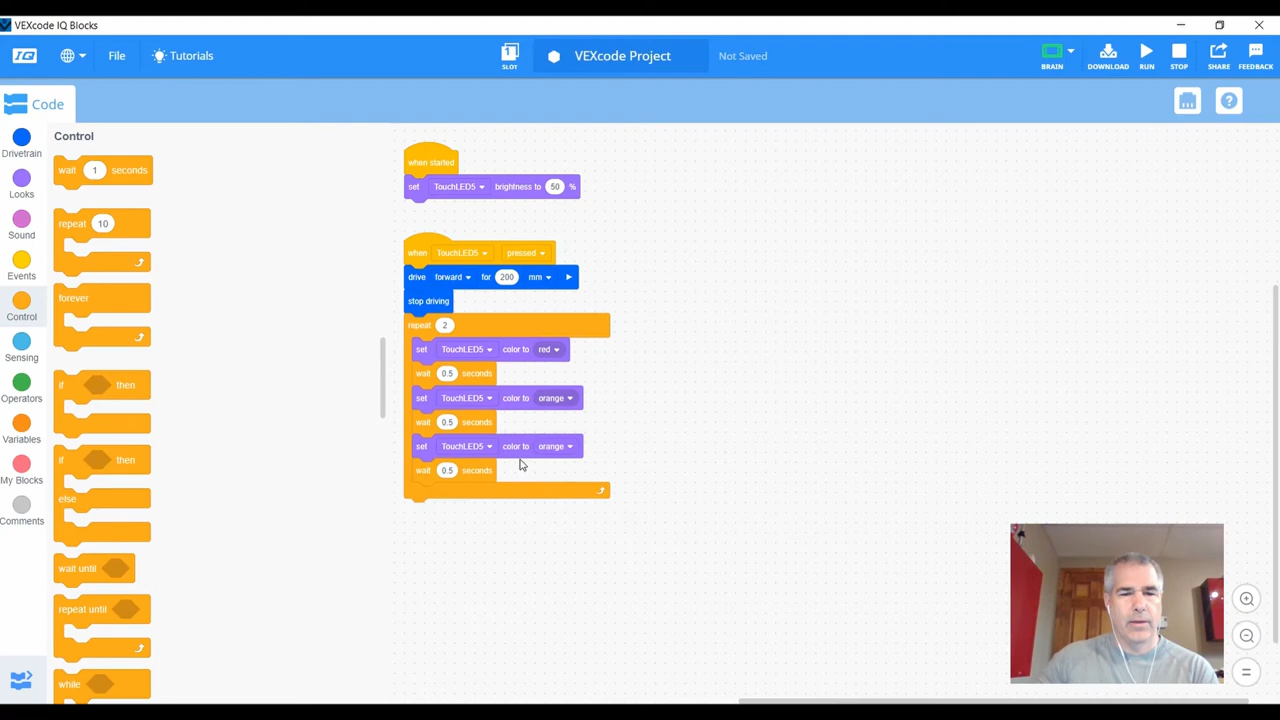 VEXcode IQ Blocks
IQ
File
Tutorials
1
SLOT
VEXcode Project
Not Saved
BRAIN
DOWNLOAD
RUN
STOP
SHARE
FEEDBACK
Code
?
Drivetrain
Looks
Sound
Events
Control
Sensing
Operators
Variables
My Blocks
Comments
Control
wait 1 seconds
repeat 10
forever
if then
if then
else
wait until
repeat until
while
when started
set TouchLED5 brightness to 50 %
when TouchLED5 pressed
drive forward for 200 mm
stop driving
repeat 2
set TouchLED5 color to red
wait 0.5 seconds
set TouchLED5 color to orange
wait 0.5 seconds
set TouchLED5 color to orange
wait 0.5 seconds